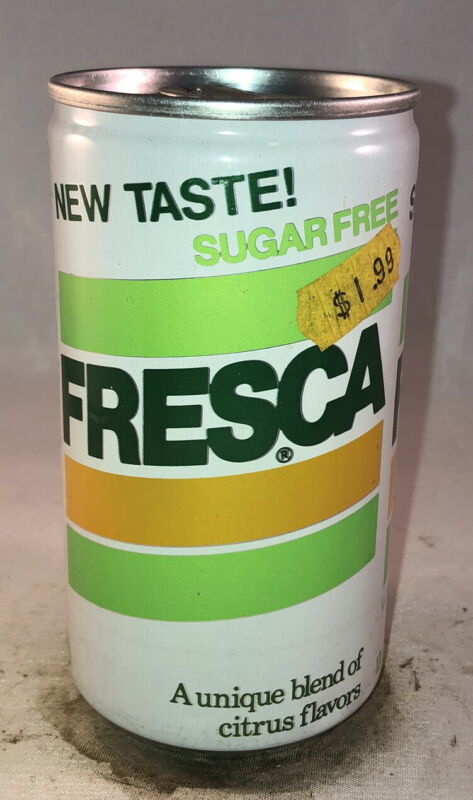 NEW TASTE!
SUGAR FREE
$1.99
FRESCA
®
A unique blend of
citrus flavors